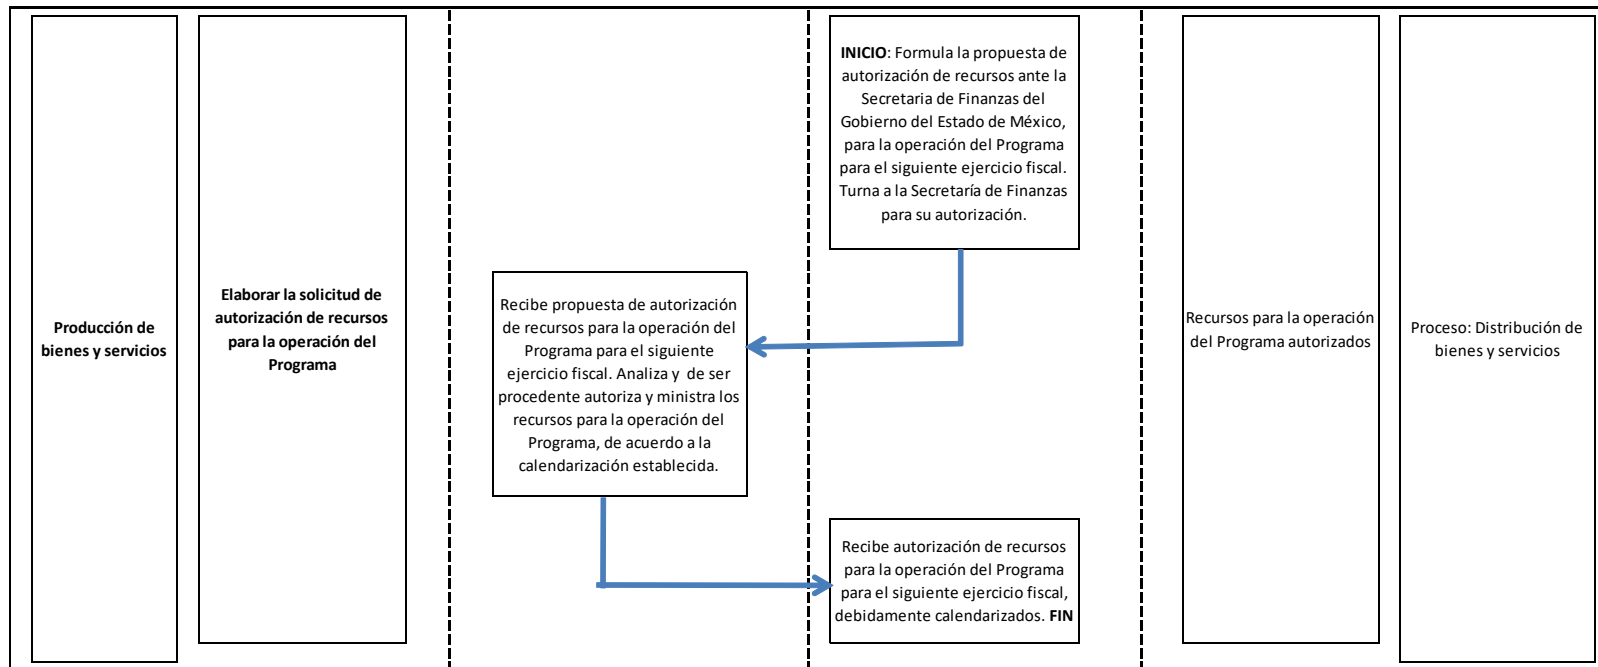 Producción de
bienes y servicios
Elaborar la solicitud de
autorización de recursos
para la operación del
Programa
INICIO: Formula la propuesta de
autorización de recursos ante la
Secretaria de Finanzas del
Gobierno del Estado de México,
para la operación del Programa
para el siguiente ejercicio fiscal.
Turna a la Secretaría de Finanzas
para su autorización.
Recibe propuesta de autorización
de recursos para la operación del
Programa para el siguiente
ejercicio fiscal. Analiza y  de ser
procedente autoriza y ministra los
recursos para la operación del
Programa, de acuerdo a la
calendarización establecida.
Recibe autorización de recursos
para la operación del Programa
para el siguiente ejercicio fiscal,
debidamente calendarizados. FIN
Recursos para la operación
del Programa autorizados
Proceso: Distribución de
bienes y servicios